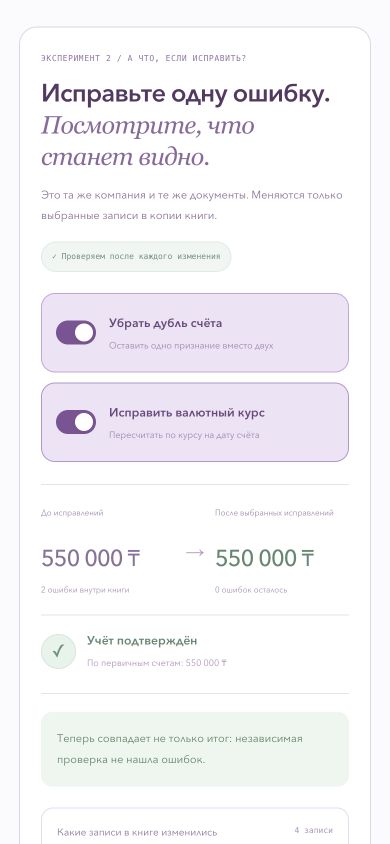 ЭКСПЕРИМЕНТ 2 / А ЧТО, ЕСЛИ ИСПРАВИТЬ?
Исправьте одну ошибку.
Посмотрите, что
станет видно.
Это та же компания и те же документы. Меняются только
выбранные записи в копии книги.
✓ Проверяем после каждого изменения
Убрать дубль счёта
Оставить одно признание вместо двух
Исправить валютный курс
Пересчитать по курсу на дату счёта
До исправлений
После выбранных исправлений
550 000 ₸ → 550 000 ₸
2 ошибки внутри книги
0 ошибок осталось
✓
Учёт подтверждён
По первичным счетам: 550 000 ₸
Теперь совпадает не только итог: независимая
проверка не нашла ошибок.
Какие записи в книге изменились
4 записи